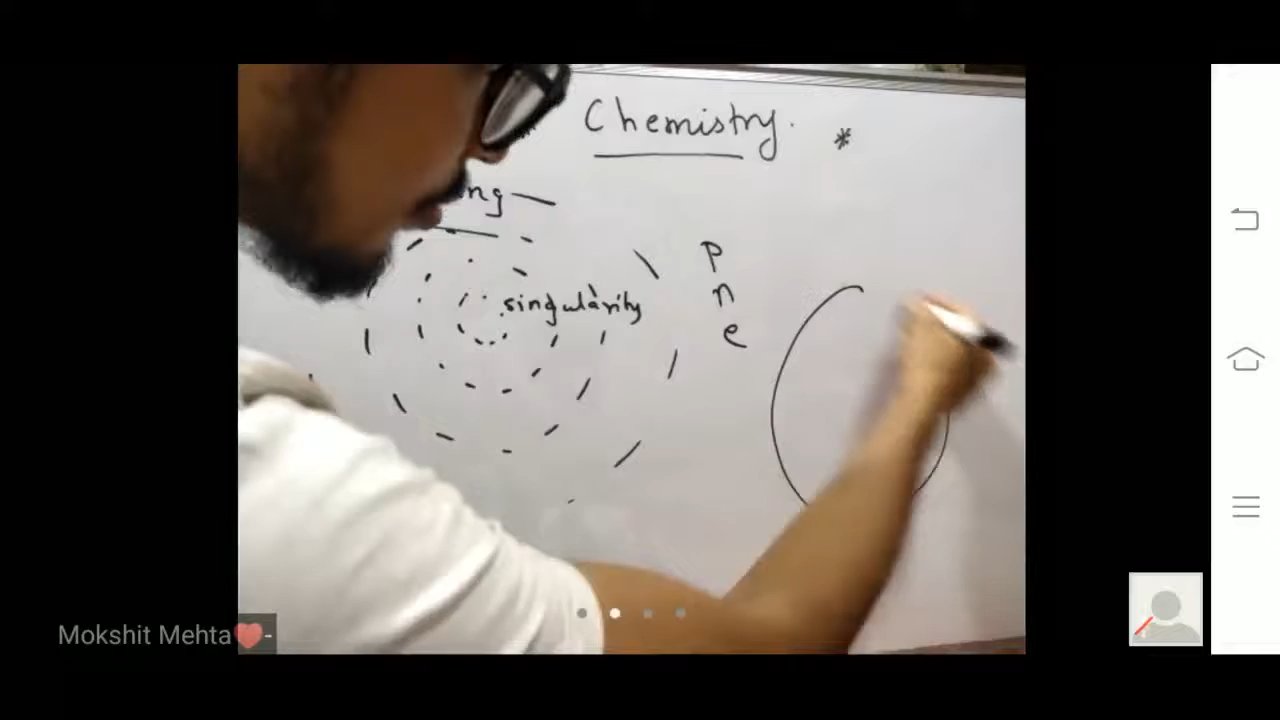 Chemistry. *
ng —
singularity
P
n
e
Mokshit Mehta❤-